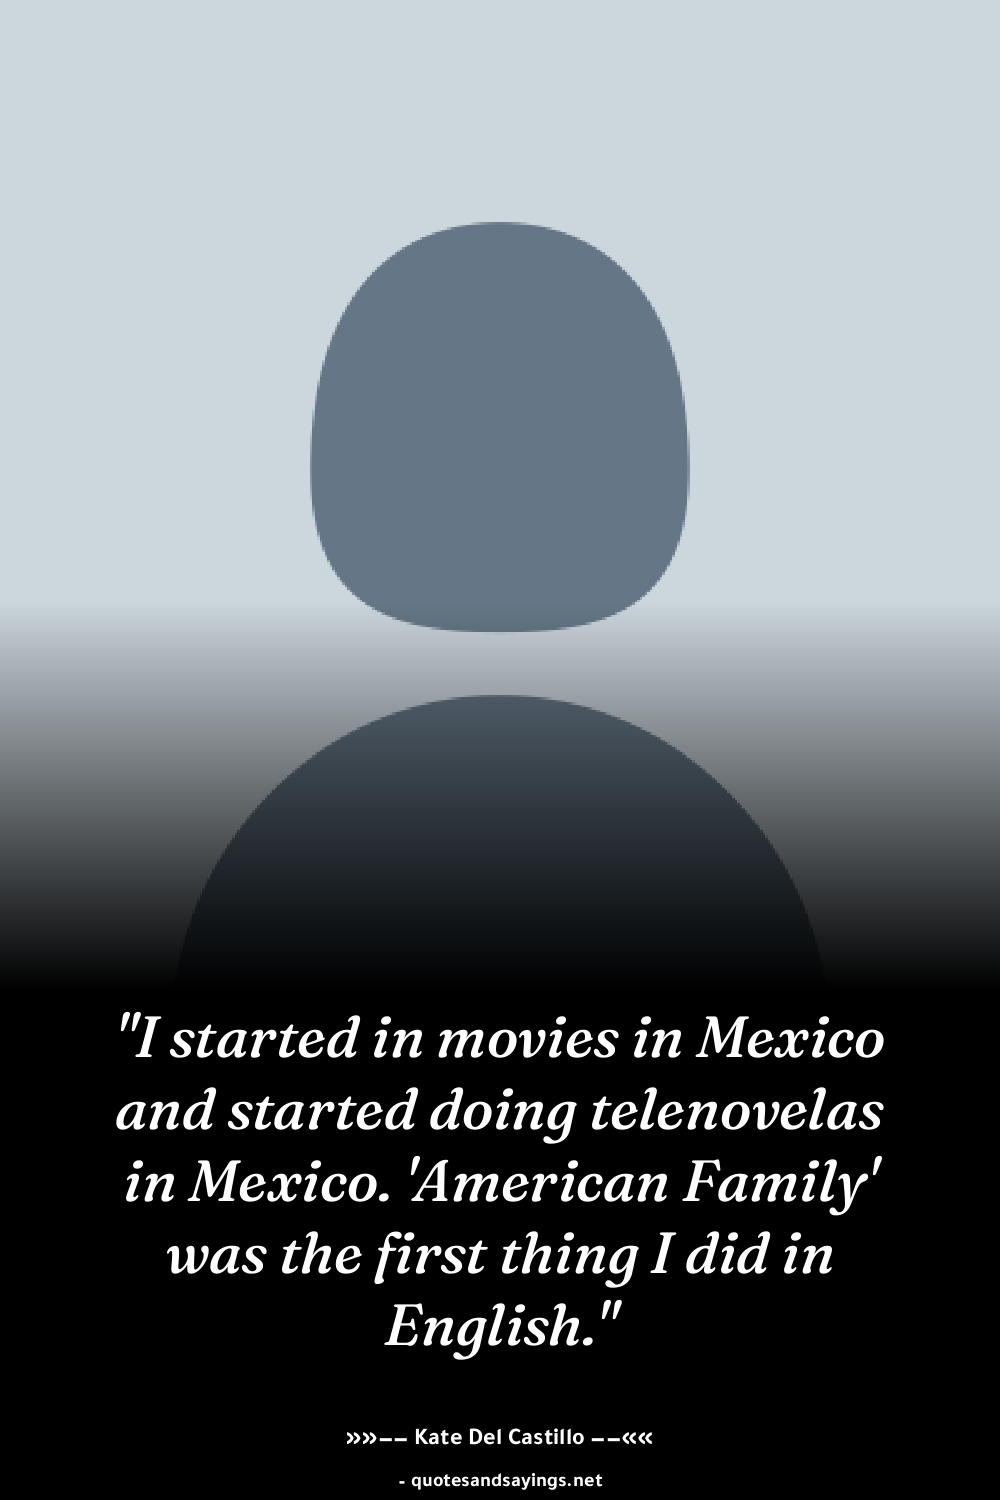 "I started in movies in Mexico
and started doing telenovelas
in Mexico. 'American Family'
was the first thing I did in
English."
»»−− Kate Del Castillo −−««
- quotesandsayings.net